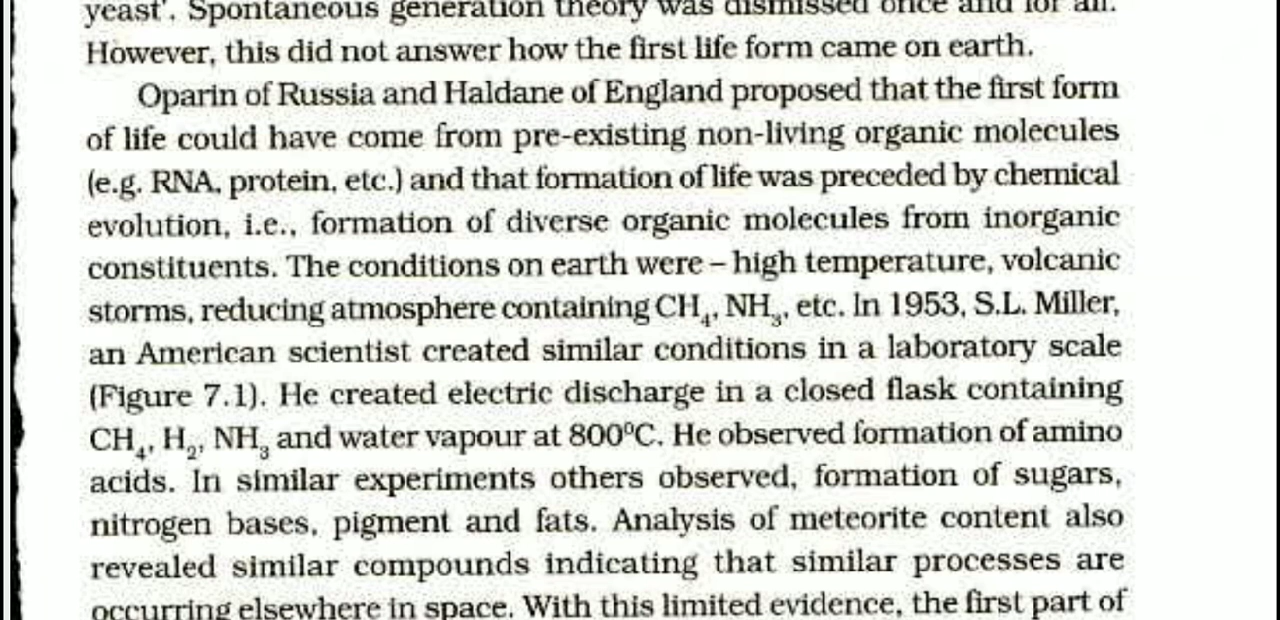 yeast'. Spontaneous generation theory was dismissed once and for all.
However, this did not answer how the first life form came on earth.
Oparin of Russia and Haldane of England proposed that the first form
of life could have come from pre-existing non-living organic molecules
(e.g. RNA, protein, etc.) and that formation of life was preceded by chemical
evolution, i.e., formation of diverse organic molecules from inorganic
constituents. The conditions on earth were – high temperature, volcanic
storms, reducing atmosphere containing CH₄, NH₃, etc. In 1953, S.L. Miller,
an American scientist created similar conditions in a laboratory scale
(Figure 7.1). He created electric discharge in a closed flask containing
CH₄, H₂, NH₃ and water vapour at 800⁰C. He observed formation of amino
acids. In similar experiments others observed, formation of sugars,
nitrogen bases, pigment and fats. Analysis of meteorite content also
revealed similar compounds indicating that similar processes are
occurring elsewhere in space. With this limited evidence, the first part of